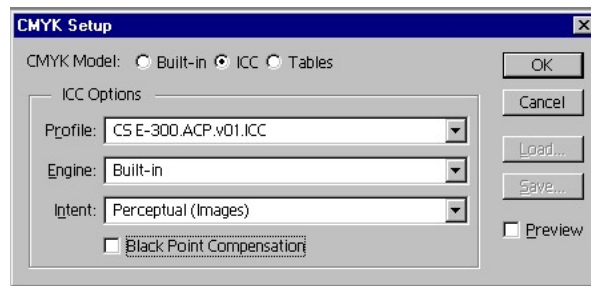 CMYK Setup
CMYK Model: Built-in ICC Tables
OK
ICC Options
Cancel
Profile: CS E-300.ACP.v01.ICC
Load...
Engine: Built-in
Save...
Intent: Perceptual (Images)
Preview
Black Point Compensation